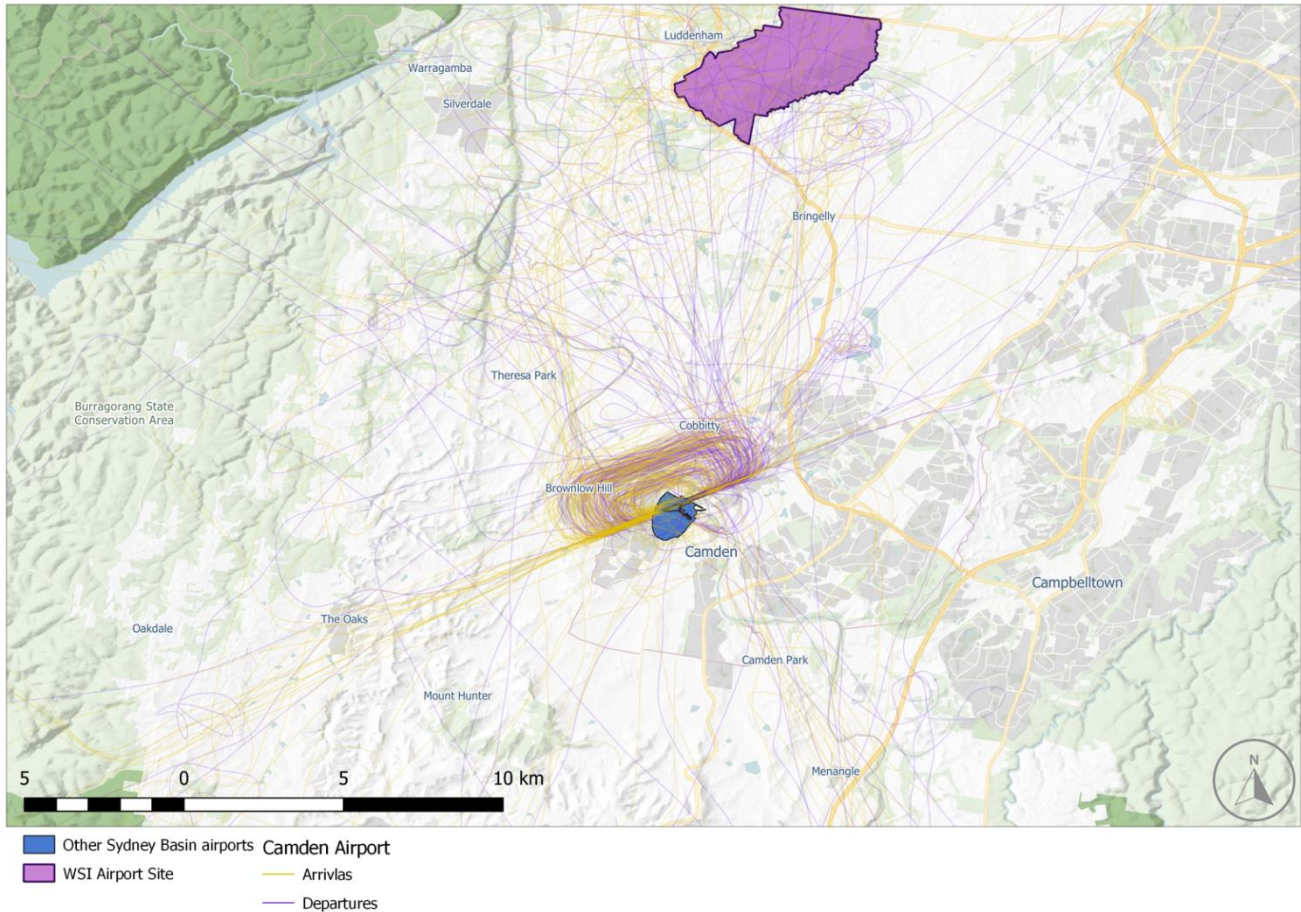 Luddenham
Warragamba
Silverdale
Bringelly
Theresa Park
Burragorang State
Conservation Area
Cobbitty
Brownlow Hill
Camden
Campbelltown
The Oaks
Oakdale
Camden Park
Mount Hunter
Menangle
N
5 0 5 10 km
Other Sydney Basin airports
WSI Airport Site
Camden Airport
Arrivlas
Departures